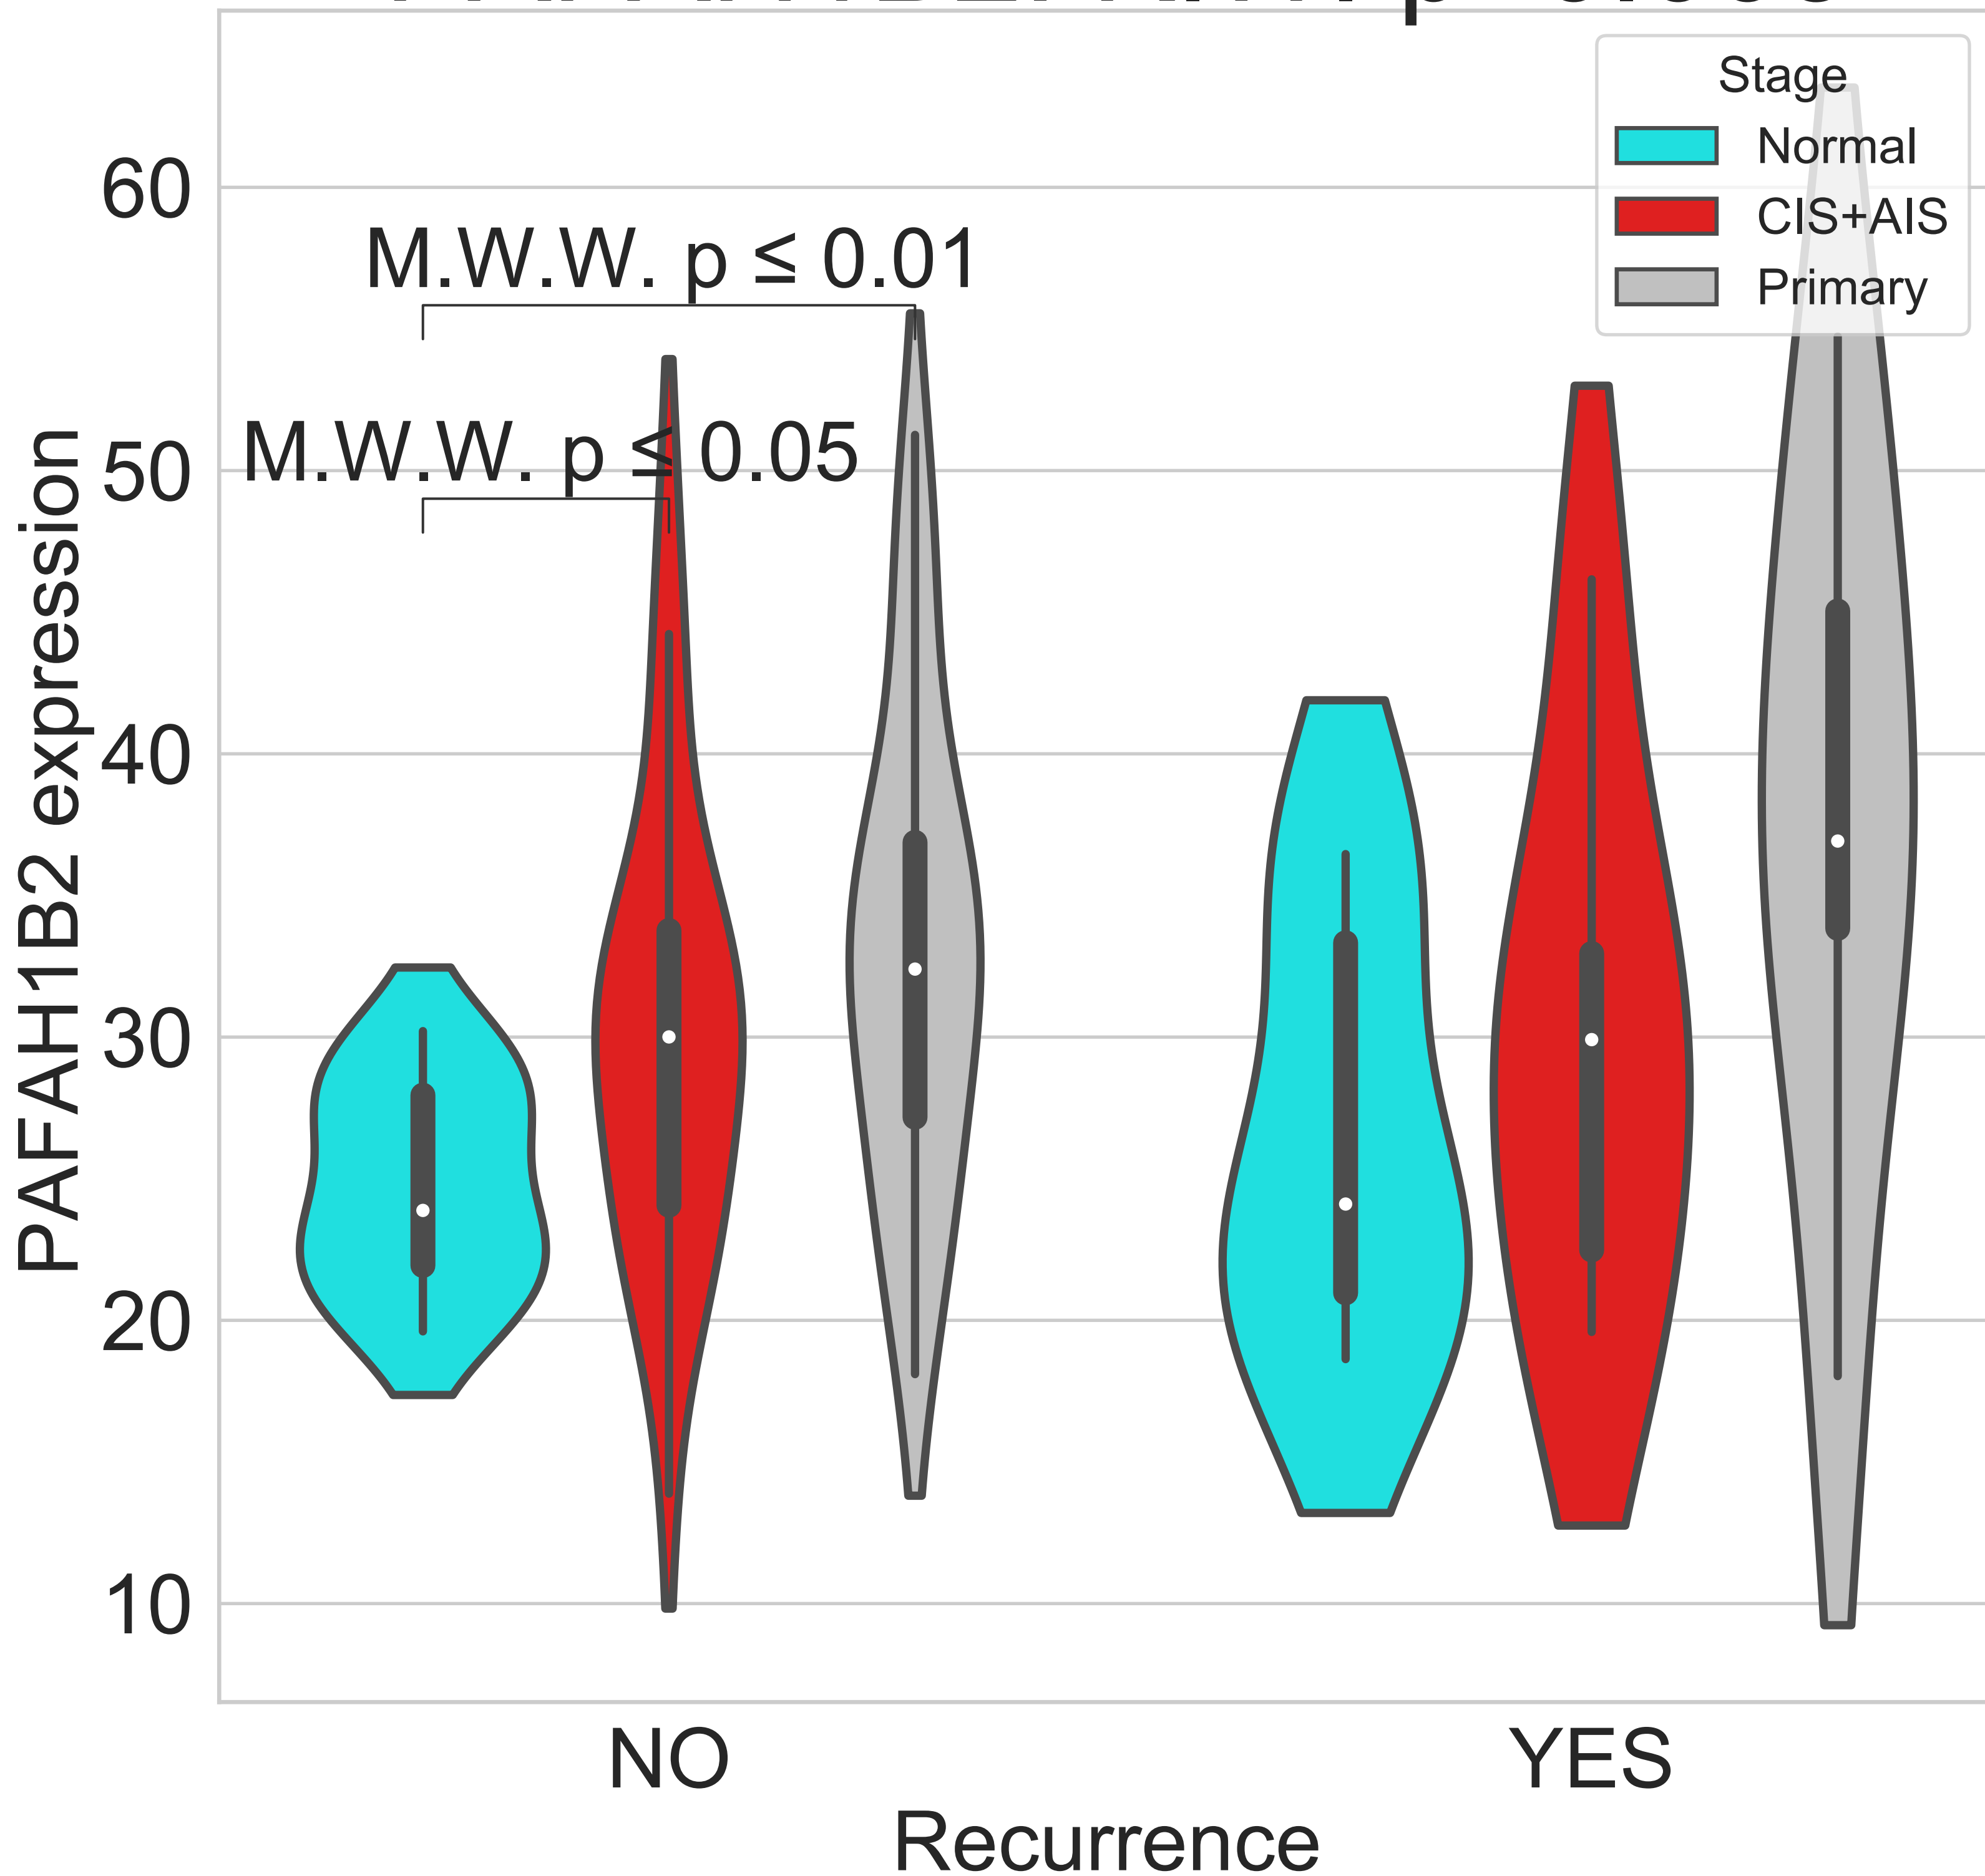 Stage
Normal
CIS+AIS
Primary
M.W.W. p ≤ 0.01
M.W.W. p ≤ 0.05
60
50
40
30
20
10
PAFAH1B2 expression
NO
YES
Recurrence